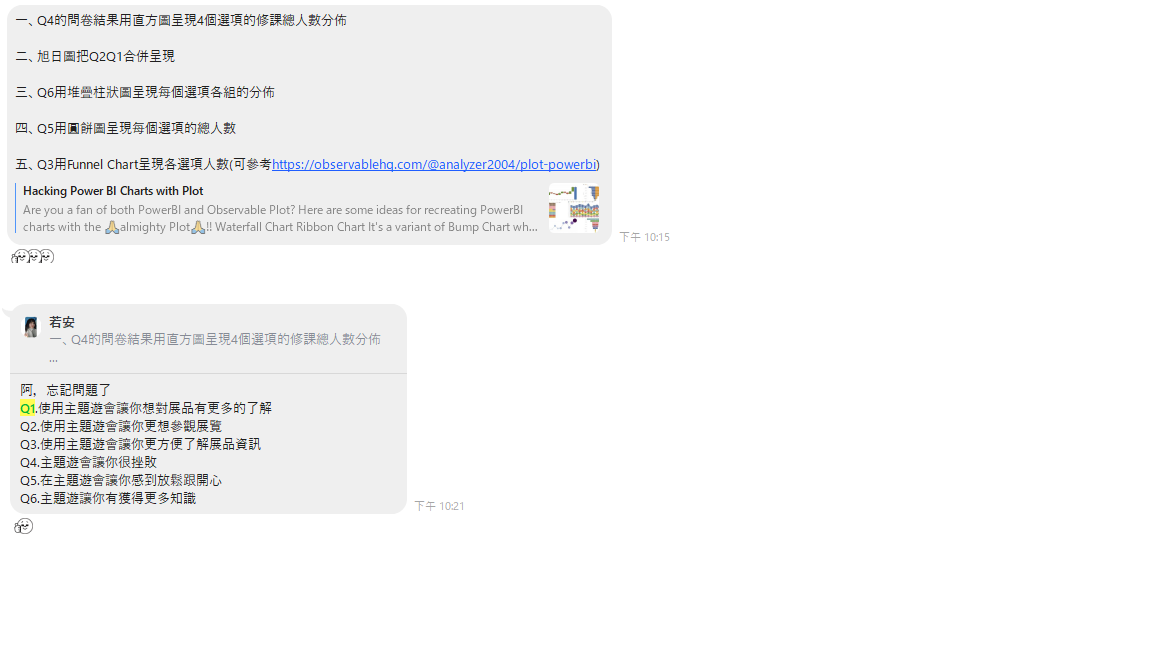 一、Q4的問卷結果用直方圖呈現4個選項的修課總人數分佈
二、旭日圖把Q2Q1合併呈現
三、Q6用堆疊柱狀圖呈現每個選項各組的分佈
四、Q5用圓餅圖呈現每個選項的總人數
五、Q3用Funnel Chart呈現各選項人數(可參考https://observablehq.com/@analyzer2004/plot-powerbi)
Hacking Power BI Charts with Plot
Are you a fan of both PowerBI and Observable Plot? Here are some ideas for recreating PowerBI
charts with the 🙏almighty Plot🙏!! Waterfall Chart Ribbon Chart It's a variant of Bump Chart wh...
下午 10:15
若安
一、Q4的問卷結果用直方圖呈現4個選項的修課總人數分佈
...
阿，忘記問題了
Q1.使用主題遊會讓你想對展品有更多的了解
Q2.使用主題遊會讓你更想參觀展覽
Q3.使用主題遊會讓你更方便了解展品資訊
Q4.主題遊會讓你很挫敗
Q5.在主題遊會讓你感到放鬆跟開心
Q6.主題遊讓你有獲得更多知識
下午 10:21